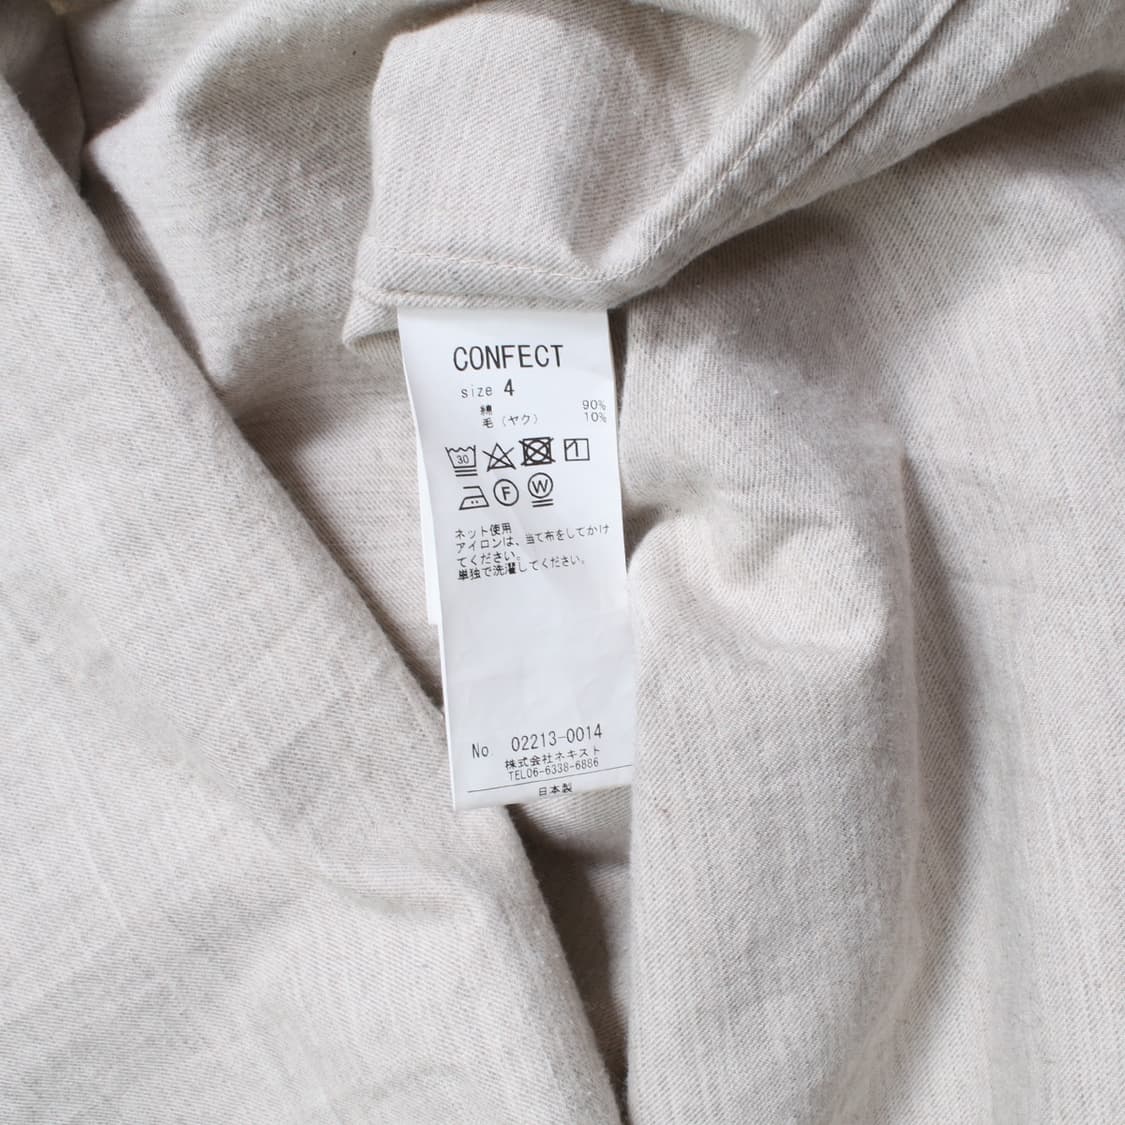 CONFECT
size 4
綿 90%
毛（ヤク） 10%
30
F W
ネット使用
アイロンは、当て布をしてかけ
てください。
単独で洗濯してください。
No. 02213-0014
株式会社ネキスト
TEL06-6338-6886
日本製